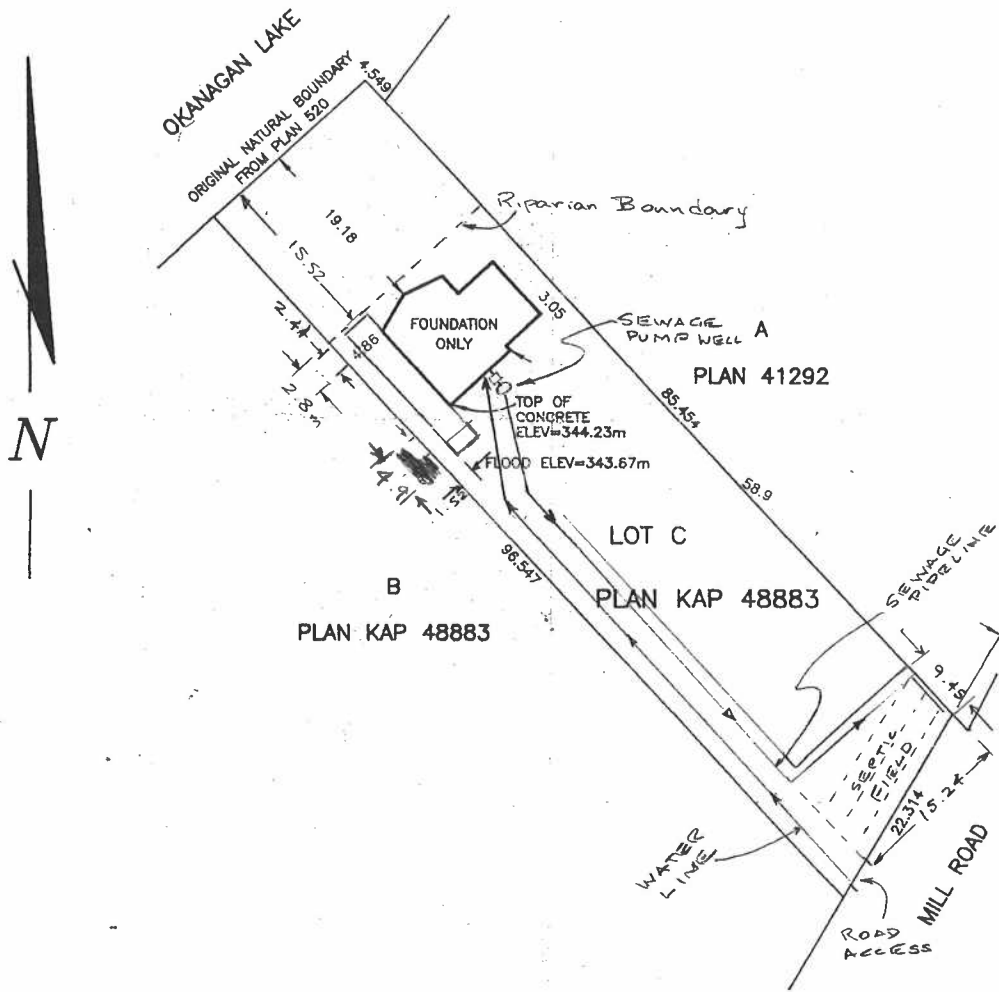 OKANAGAN LAKE
ORIGINAL NATURAL BOUNDARY
FROM PLAN 520
4.549
Riparian Boundary
19.18
15.52
2.44
4.86
2.8m
FOUNDATION
ONLY
3.05
SEWAGE
PUMP WELL
A
PLAN 41292
TOP OF
CONCRETE
ELEV=344.23m
FLOOD ELEV=343.67m
85.454
58.9
4.9
N
96.547
LOT C
PLAN KAP 48883
B
PLAN KAP 48883
SEWAGE
PIPELINE
9.45
SEPTIC
FIELD
22.314
15.24
WATER
LINE
MILL ROAD
ROAD
ACCESS